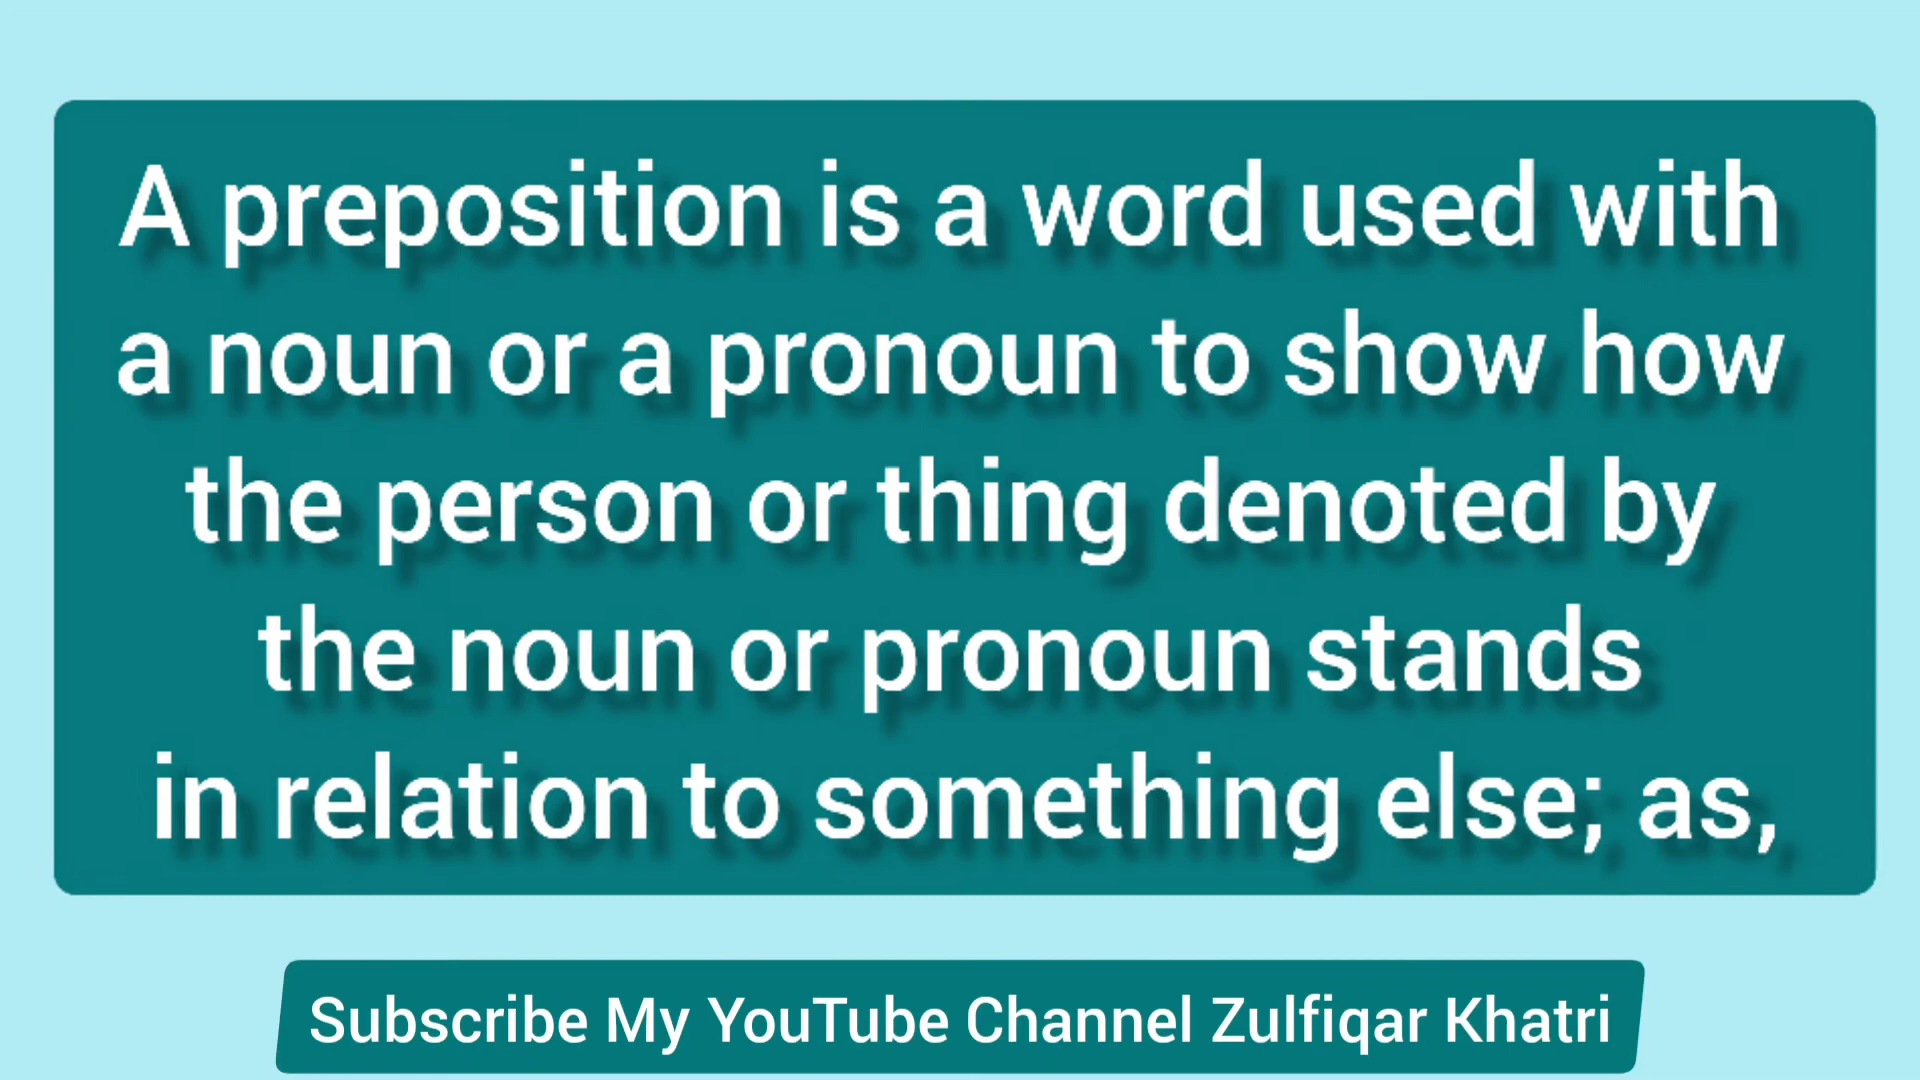 A preposition is a word used with
a noun or a pronoun to show how
the person or thing denoted by
the noun or pronoun stands
in relation to something else; as,
Subscribe My YouTube Channel Zulfiqar Khatri